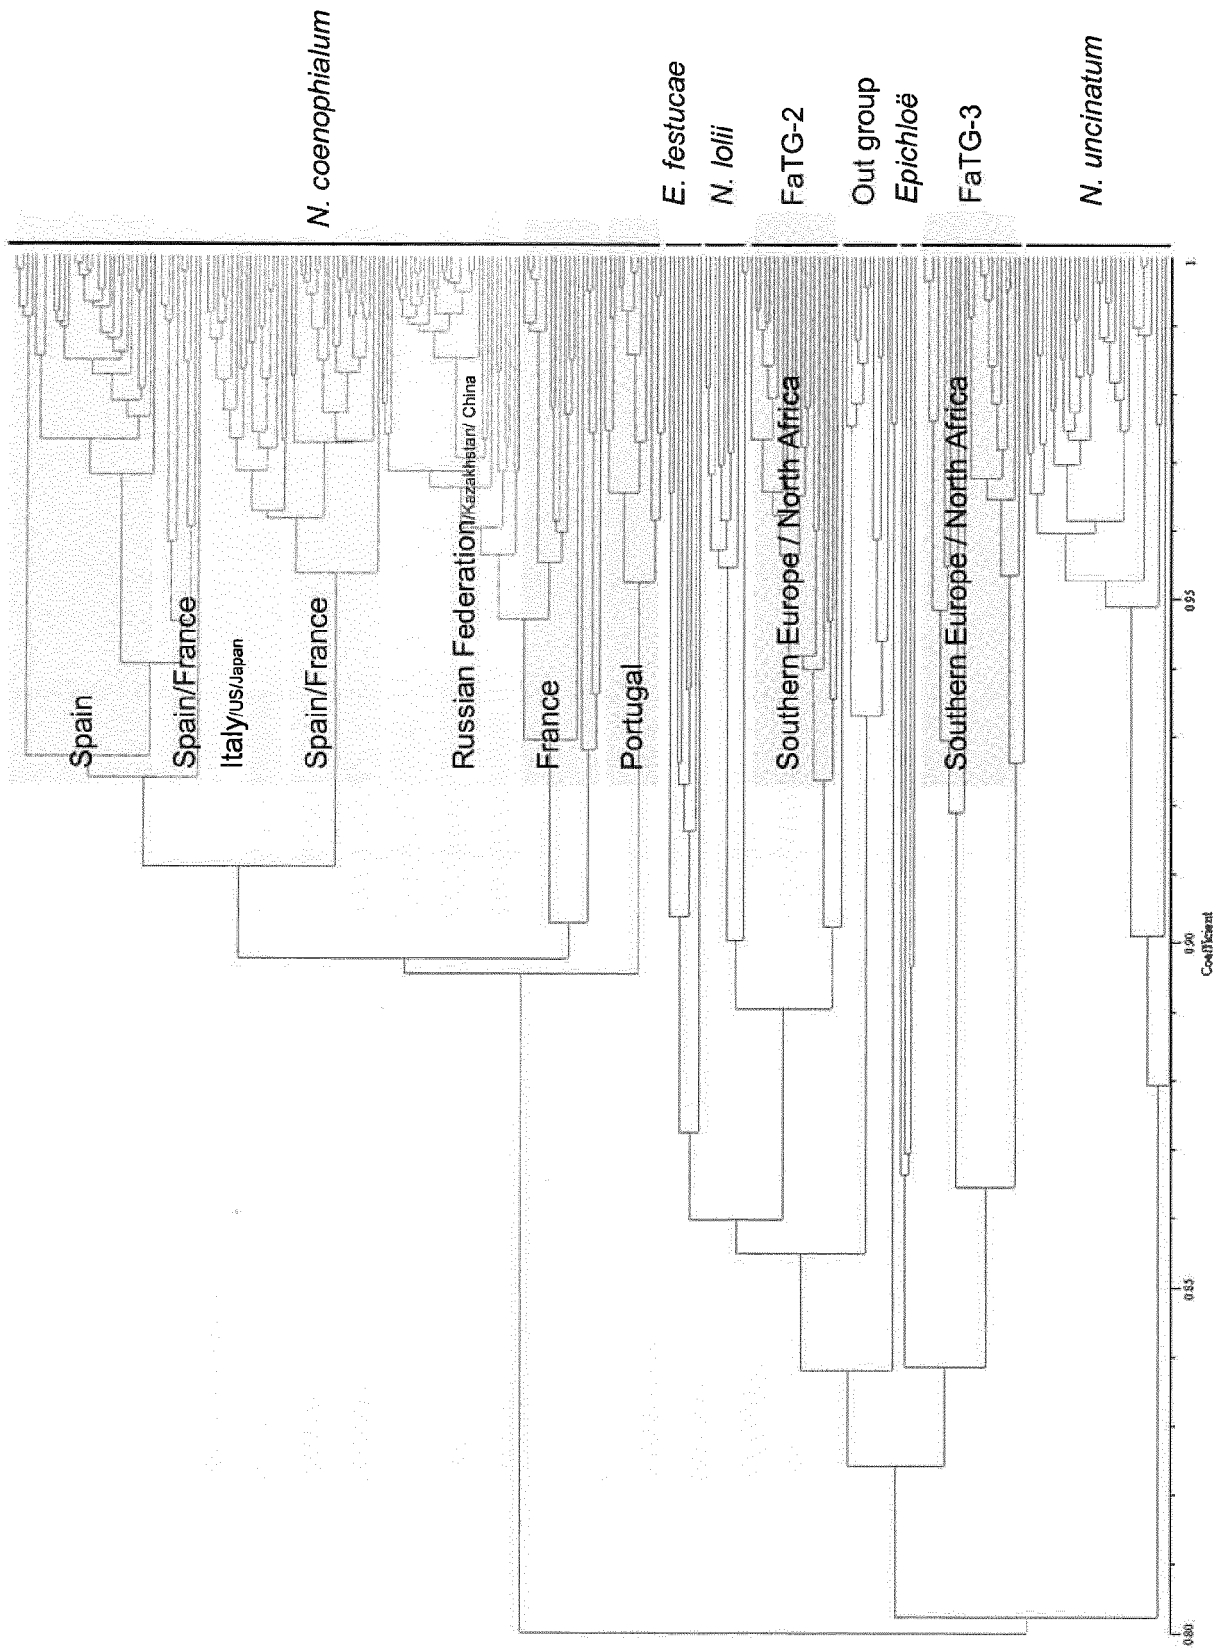 N. coenophialum
E. festucae
N. lolii
FaTG-2
Out group
Epichloë
FaTG-3
N. uncinatum
Spain
Spain/France
Italy/US/Japan
Spain/France
Russian Federation/Kazakhstan/ China
France
Portugal
Southern Europe / North Africa
Southern Europe / North Africa
0.80
0.85
0.90
0.95
1.
Coefficient